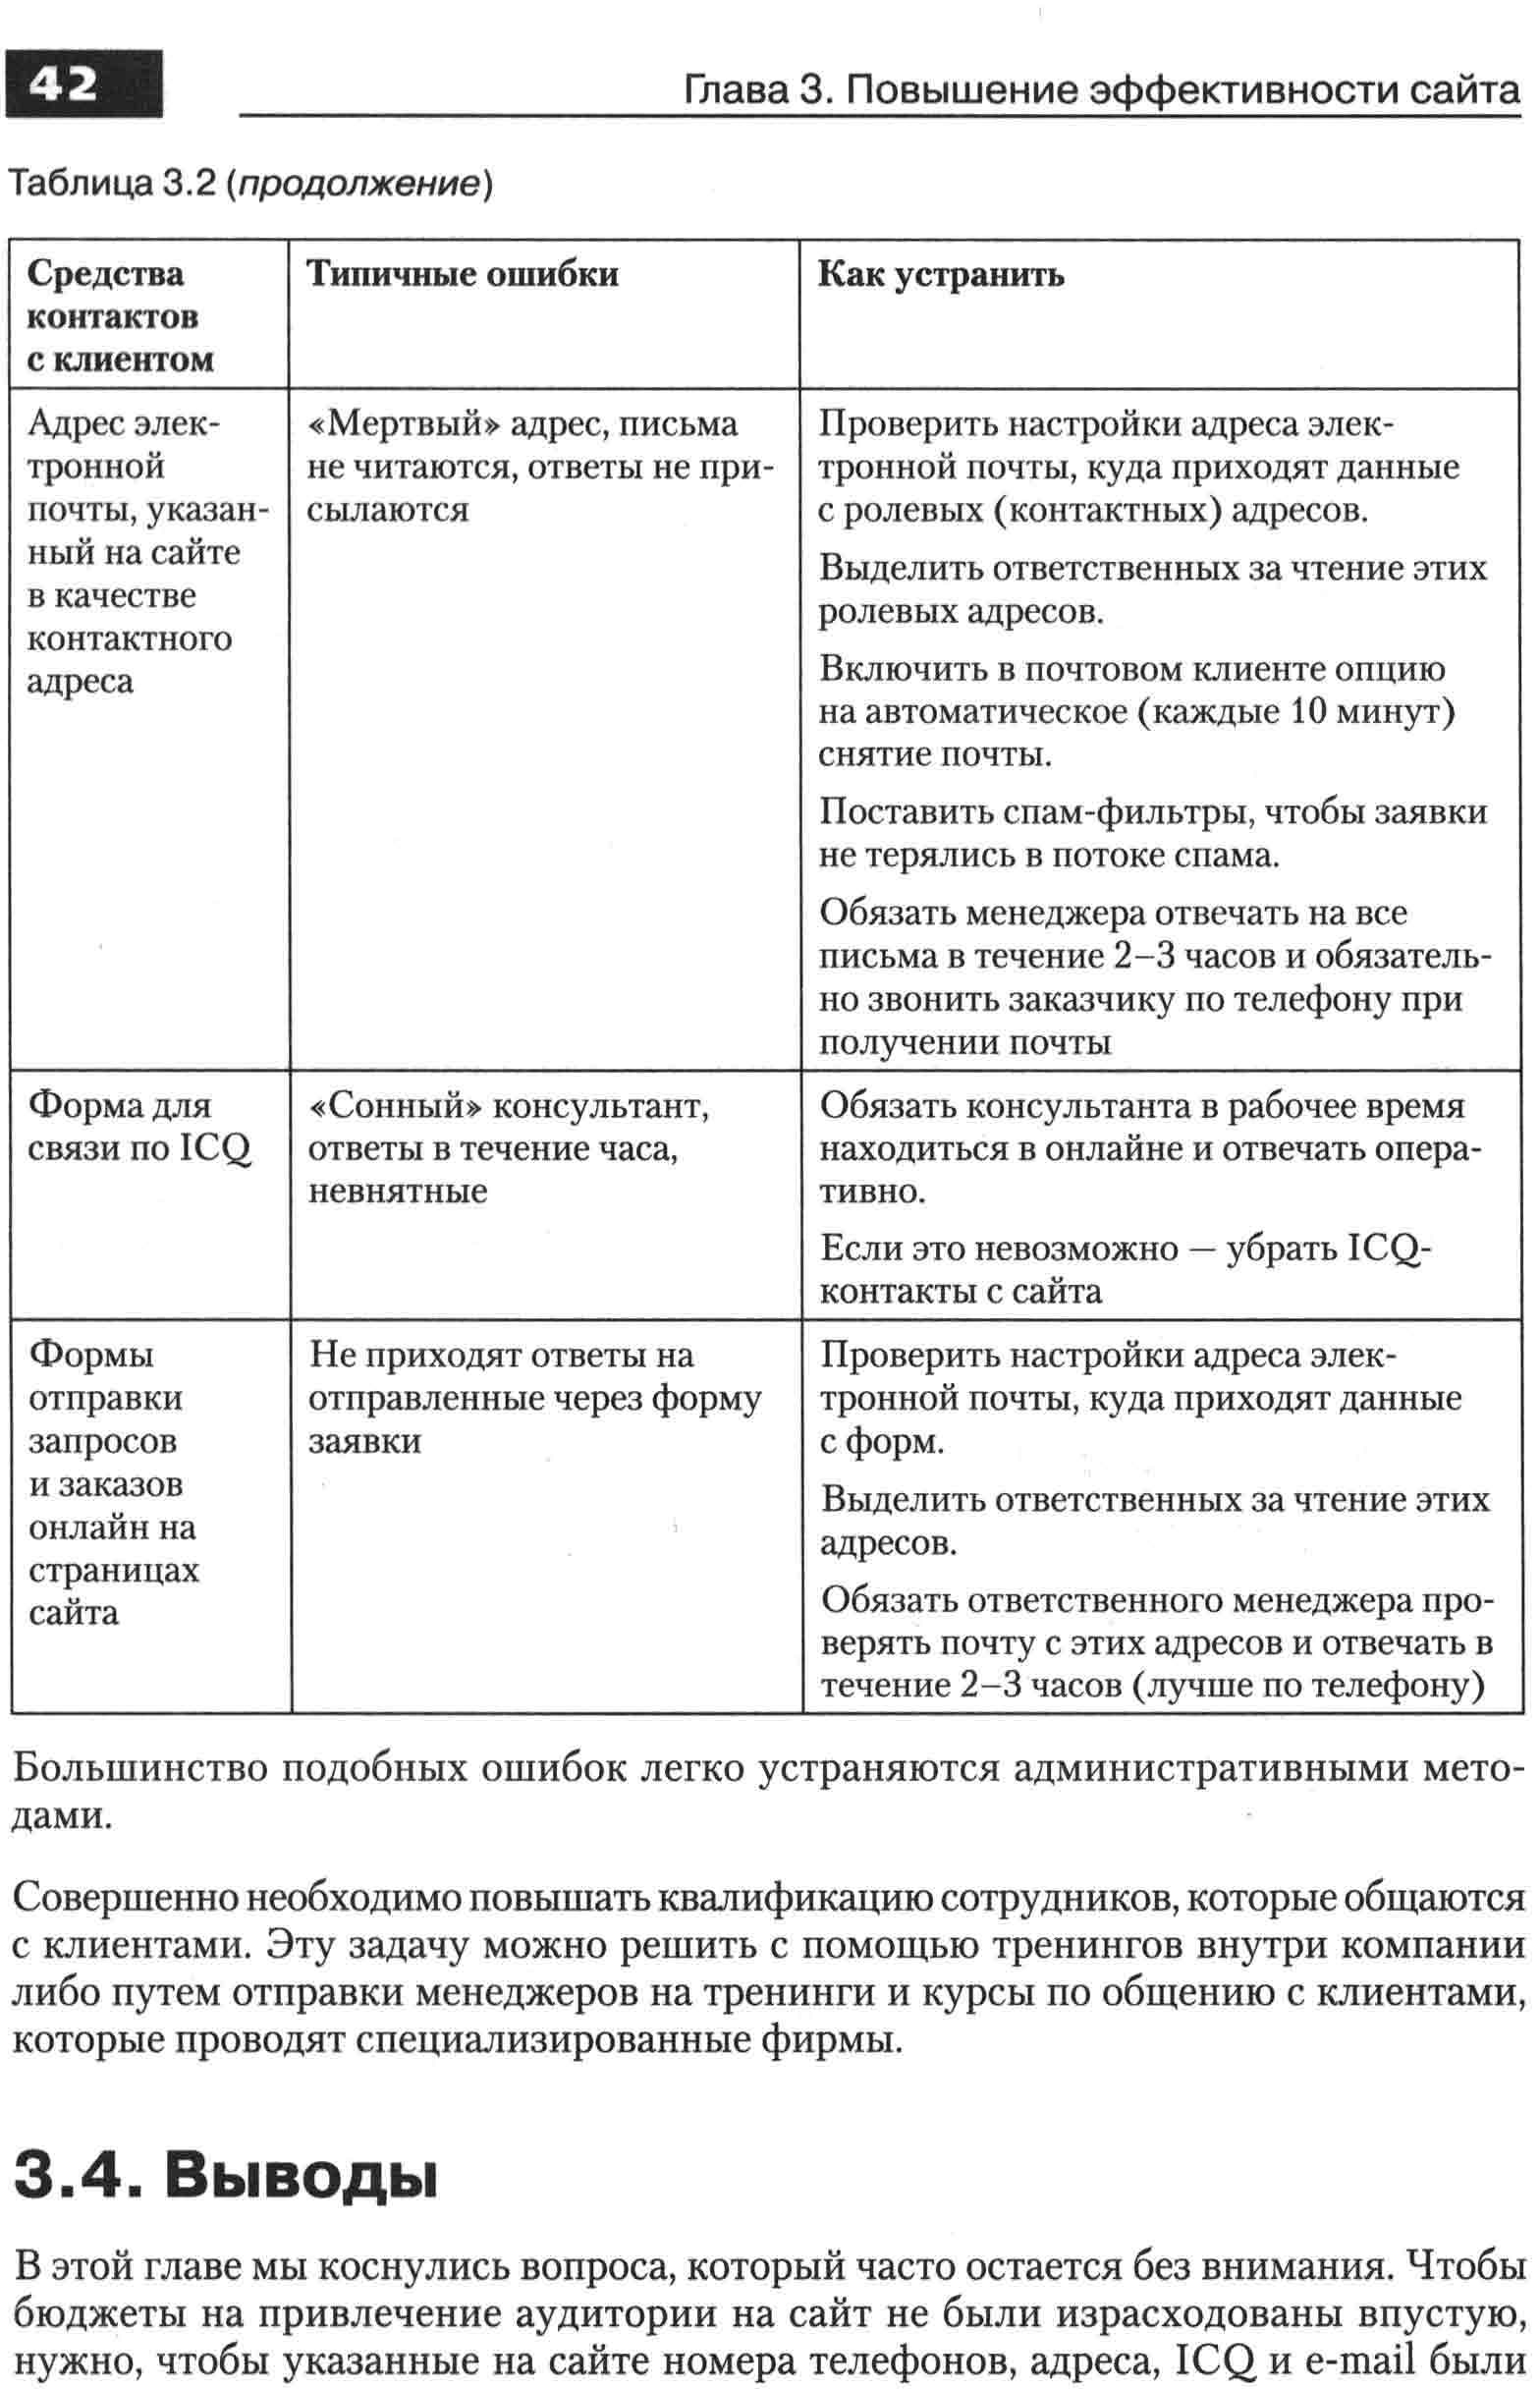 42
Глава 3. Повышение эффективности сайта
Таблица 3.2 (продолжение)
Средства
контактов
с клиентом
Типичные ошибки
Как устранить
Адрес элек-
тронной
почты, указан-
ный на сайте
в качестве
контактного
адреса
«Мертвый» адрес, письма
не читаются, ответы не при-
сылаются
Проверить настройки адреса элек-
тронной почты, куда приходят данные
с ролевых (контактных) адресов.
Выделить ответственных за чтение этих
ролевых адресов.
Включить в почтовом клиенте опцию
на автоматическое (каждые 10 минут)
снятие почты.
Поставить спам-фильтры, чтобы заявки
не терялись в потоке спама.
Обязать менеджера отвечать на все
письма в течение 2–3 часов и обязатель-
но звонить заказчику по телефону при
получении почты
Форма для
связи по ICQ
«Сонный» консультант,
ответы в течение часа,
невнятные
Обязать консультанта в рабочее время
находиться в онлайне и отвечать опера-
тивно.
Если это невозможно — убрать ICQ-
контакты с сайта
Формы
отправки
запросов
и заказов
онлайн на
страницах
сайта
Не приходят ответы на
отправленные через форму
заявки
Проверить настройки адреса элек-
тронной почты, куда приходят данные
с форм.
Выделить ответственных за чтение этих
адресов.
Обязать ответственного менеджера про-
верять почту с этих адресов и отвечать в
течение 2–3 часов (лучше по телефону)
Большинство подобных ошибок легко устраняются административными мето-
дами.
Совершенно необходимо повышать квалификацию сотрудников, которые общаются
с клиентами. Эту задачу можно решить с помощью тренингов внутри компании
либо путем отправки менеджеров на тренинги и курсы по общению с клиентами,
которые проводят специализированные фирмы.
3.4. Выводы
В этой главе мы коснулись вопроса, который часто остается без внимания. Чтобы
бюджеты на привлечение аудитории на сайт не были израсходованы впустую,
нужно, чтобы указанные на сайте номера телефонов, адреса, ICQ и e-mail были